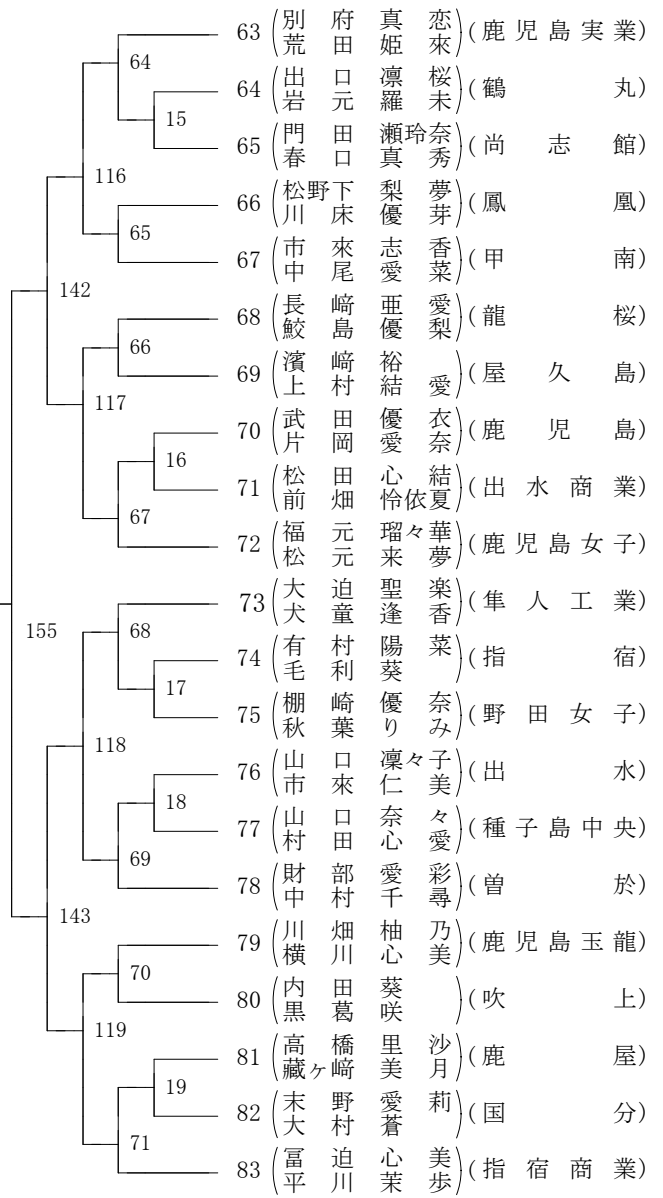 63 (別府真恋 荒田姫來) (鹿児島実業)
64
64 (出口凛桜 岩元羅未) (鶴丸)
15
65 (門田瀬玲奈 春口真秀) (尚志館)
116
66 (松野下梨夢 川床優芽) (鳳凰)
65
67 (市來志香 中尾愛菜) (甲南)
142
68 (長﨑亜愛 鮫島優梨) (龍桜)
66
69 (濱﨑裕 上村結愛) (屋久島)
117
70 (武田優衣 片岡愛奈) (鹿児島)
16
71 (松田心結 前畑怜依夏) (出水商業)
67
72 (福元瑠々華 松元来夢) (鹿児島女子)
73 (大迫聖楽 犬童逢香) (隼人工業)
155
68
74 (有村陽菜 毛利葵) (指宿)
17
75 (棚﨑優奈 秋葉りみ) (野田女子)
118
76 (山口凜々子 市來仁美) (出水)
18
77 (山口奈々 村田心愛) (種子島中央)
69
78 (財部愛彩 中村千尋) (曽於)
143
79 (川畑柚乃 横川心美) (鹿児島玉龍)
70
80 (内田葵 黒葛咲) (吹上)
119
81 (高橋里沙 藏ヶ﨑美月) (鹿屋)
19
82 (末野愛莉 大村蒼) (国分)
71
83 (冨迫心美 平川茉歩) (指宿商業)